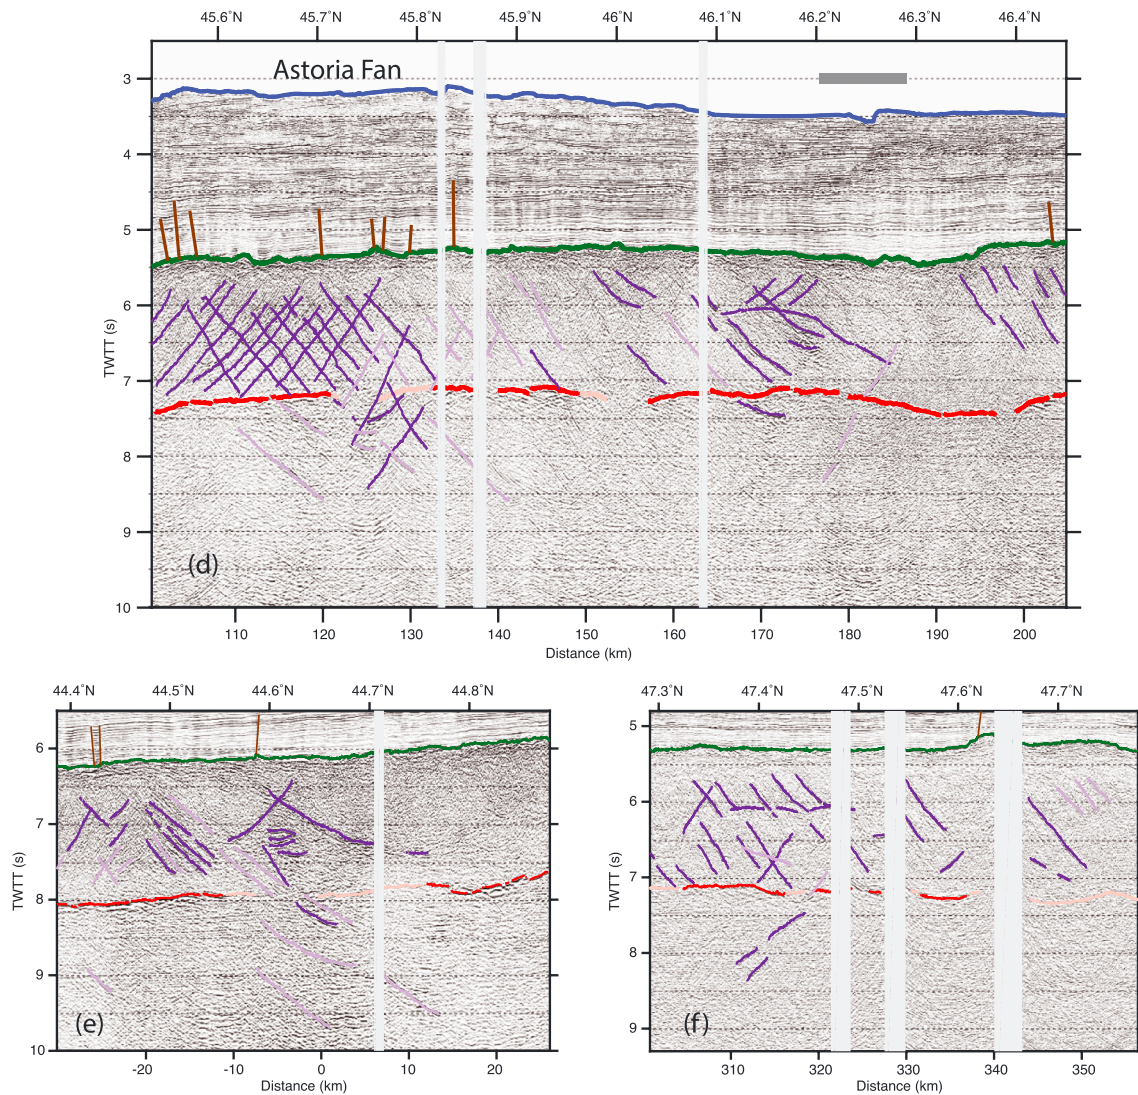 45.6°N 45.7°N 45.8°N 45.9°N 46°N 46.1°N 46.2°N 46.3°N 46.4°N
Astoria Fan
3
4
5
6
7
8
9
10
TWTT (s)
(d)
110 120 130 140 150 160 170 180 190 200
Distance (km)
44.4°N 44.5°N 44.6°N 44.7°N 44.8°N
6
7
8
9
10
TWTT (s)
(e)
-20 -10 0 10 20
Distance (km)
47.3°N 47.4°N 47.5°N 47.6°N 47.7°N
5
6
7
8
9
TWTT (s)
(f)
310 320 330 340 350
Distance (km)